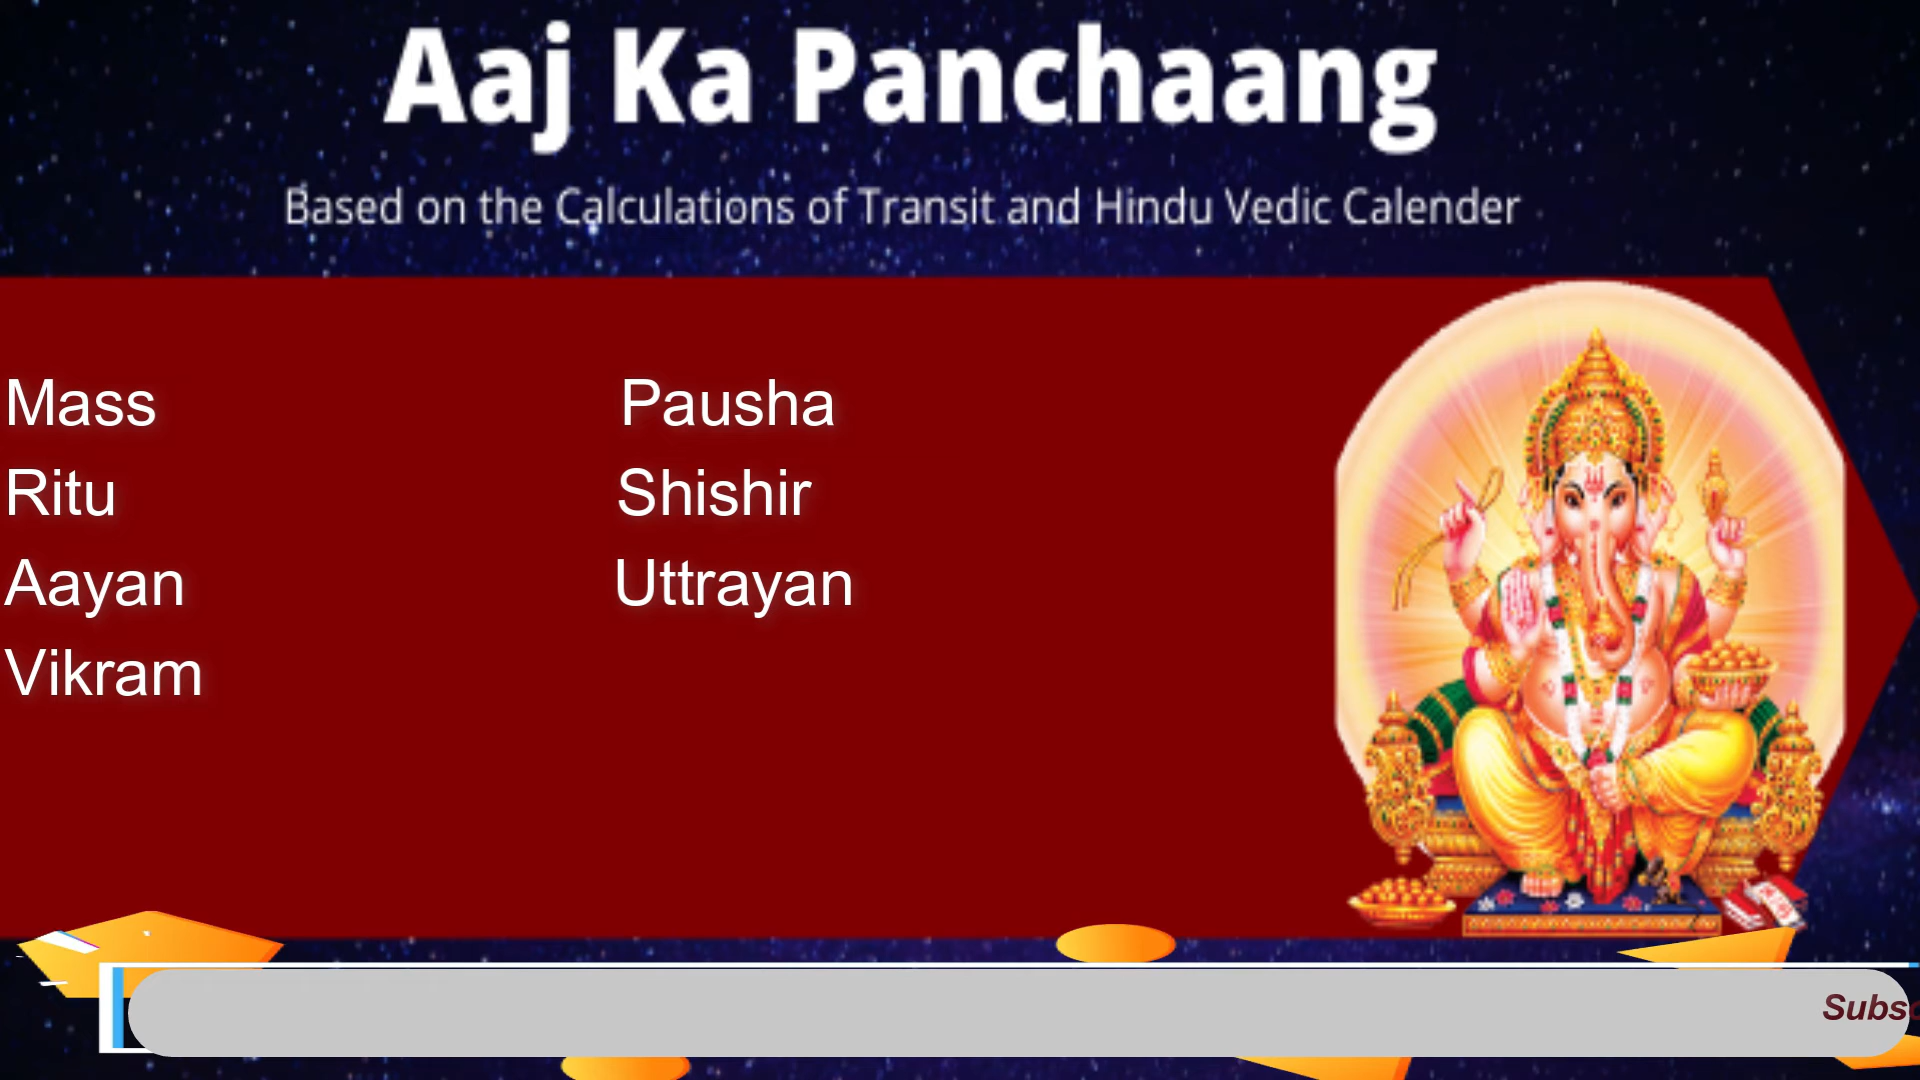 Aaj Ka Panchaang
Based on the Calculations of Transit and Hindu Vedic Calender
Mass Pausha
Ritu Shishir
Aayan Uttrayan
Vikram
Subs